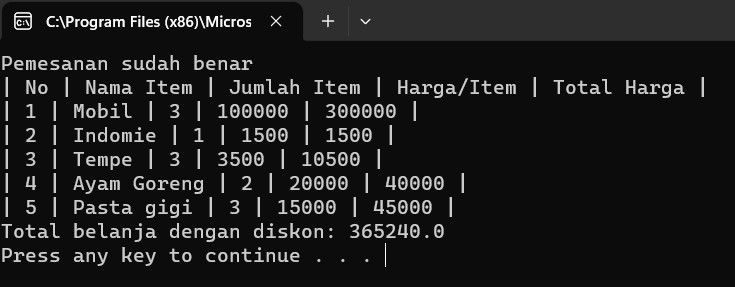 C:\Program Files (x86)\Micros
Pemesanan sudah benar
| No | Nama Item | Jumlah Item | Harga/Item | Total Harga |
| 1 | Mobil | 3 | 100000 | 300000 |
| 2 | Indomie | 1 | 1500 | 1500 |
| 3 | Tempe | 3 | 3500 | 10500 |
| 4 | Ayam Goreng | 2 | 20000 | 40000 |
| 5 | Pasta gigi | 3 | 15000 | 45000 |
Total belanja dengan diskon: 365240.0
Press any key to continue . . .